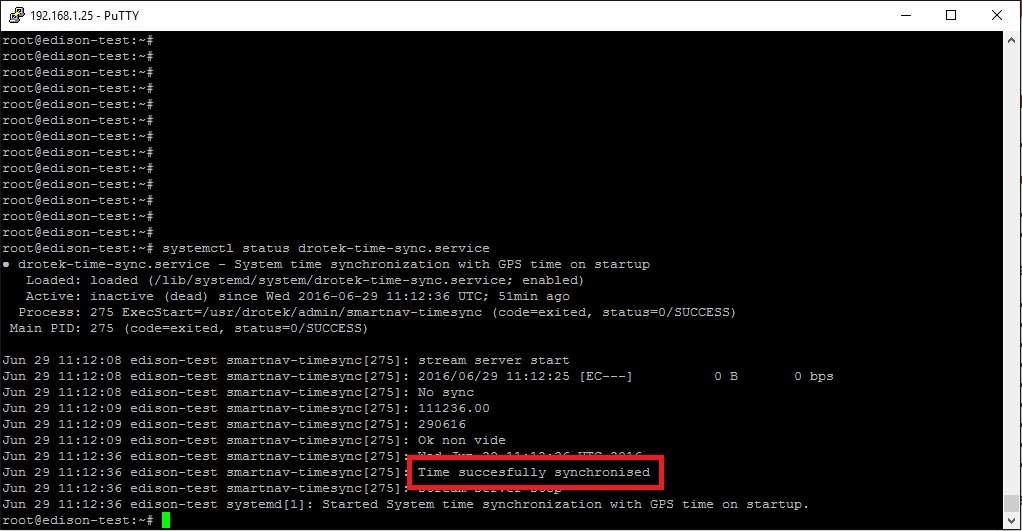 192.168.1.25 - PuTTY
root@edison-test:~#
root@edison-test:~#
root@edison-test:~#
root@edison-test:~#
root@edison-test:~#
root@edison-test:~#
root@edison-test:~#
root@edison-test:~#
root@edison-test:~#
root@edison-test:~#
root@edison-test:~#
root@edison-test:~#
root@edison-test:~#
root@edison-test:~# systemctl status drotek-time-sync.service
● drotek-time-sync.service - System time synchronization with GPS time on startup
Loaded: loaded (/lib/systemd/system/drotek-time-sync.service; enabled)
Active: inactive (dead) since Wed 2016-06-29 11:12:36 UTC; 51min ago
Process: 275 ExecStart=/usr/drotek/admin/smartnav-timesync (code=exited, status=0/SUCCESS)
Main PID: 275 (code=exited, status=0/SUCCESS)
Jun 29 11:12:08 edison-test smartnav-timesync[275]: stream server start
Jun 29 11:12:08 edison-test smartnav-timesync[275]: 2016/06/29 11:12:25 [EC---] 0 B 0 bps
Jun 29 11:12:08 edison-test smartnav-timesync[275]: No sync
Jun 29 11:12:09 edison-test smartnav-timesync[275]: 111236.00
Jun 29 11:12:09 edison-test smartnav-timesync[275]: 290616
Jun 29 11:12:09 edison-test smartnav-timesync[275]: Ok non vide
Jun 29 11:12:36 edison-test smartnav-timesync[275]: Wed Jun 29 11:12:36 UTC 2016
Jun 29 11:12:36 edison-test smartnav-timesync[275]: Time succesfully synchronised
Jun 29 11:12:36 edison-test smartnav-timesync[275]: stream server stop
Jun 29 11:12:36 edison-test systemd[1]: Started System time synchronization with GPS time on startup.
root@edison-test:~#